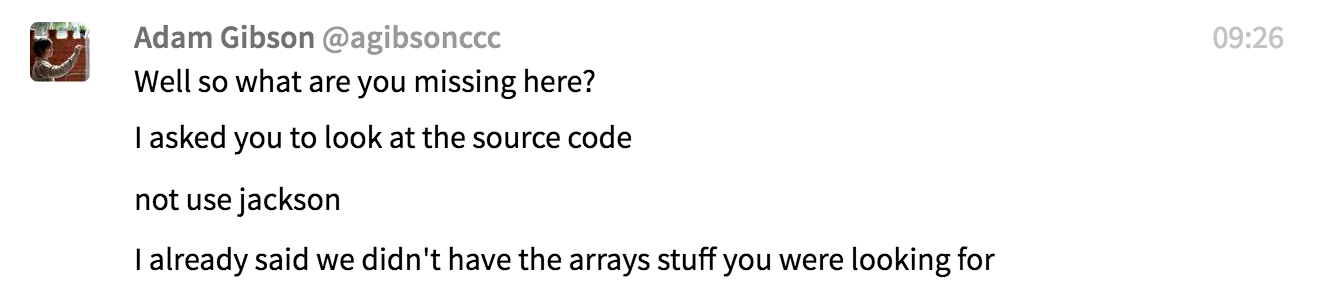 Adam Gibson @agibsonccc 09:26
Well so what are you missing here?
I asked you to look at the source code
not use jackson
I already said we didn't have the arrays stuff you were looking for